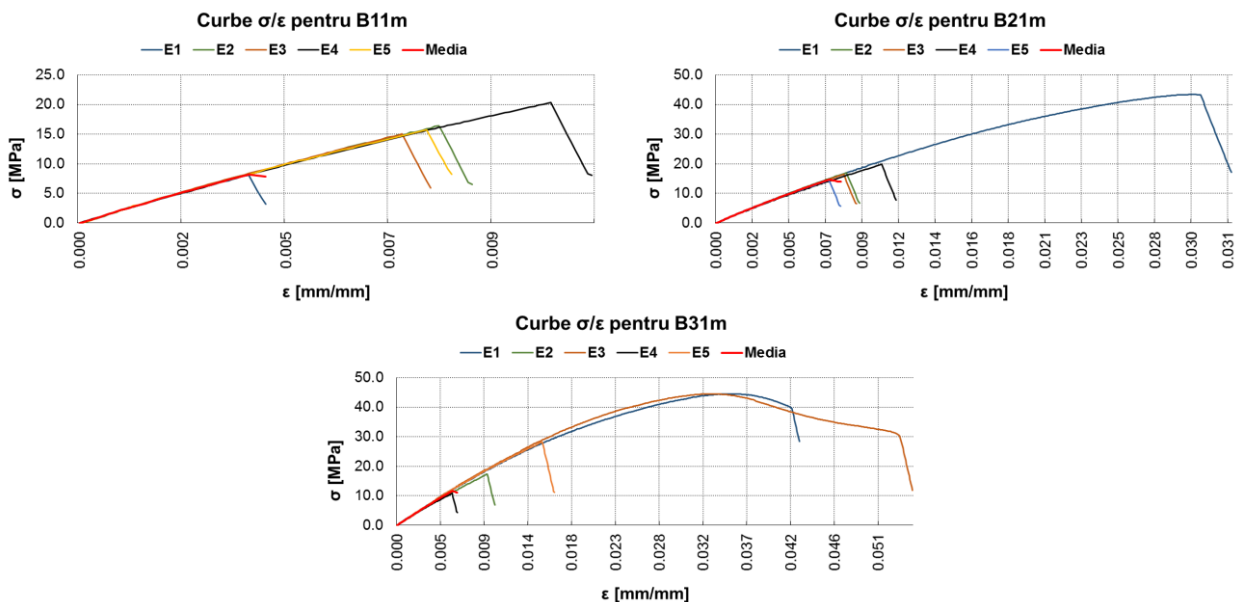 Curbe σ/ε pentru B11m
E1 E2 E3 E4 E5 Media
25.0
20.0
15.0
10.0
5.0
0.0
σ [MPa]
0.000 0.002 0.005 0.007 0.009
ε [mm/mm]
Curbe σ/ε pentru B21m
E1 E2 E3 E4 E5 Media
50.0
40.0
30.0
20.0
10.0
0.0
σ [MPa]
0.000 0.002 0.005 0.007 0.009 0.012 0.014 0.016 0.018 0.021 0.023 0.025 0.028 0.030 0.031
ε [mm/mm]
Curbe σ/ε pentru B31m
E1 E2 E3 E4 E5 Media
50.0
40.0
30.0
20.0
10.0
0.0
σ [MPa]
0.000 0.005 0.009 0.014 0.018 0.023 0.028 0.032 0.037 0.042 0.046 0.051
ε [mm/mm]